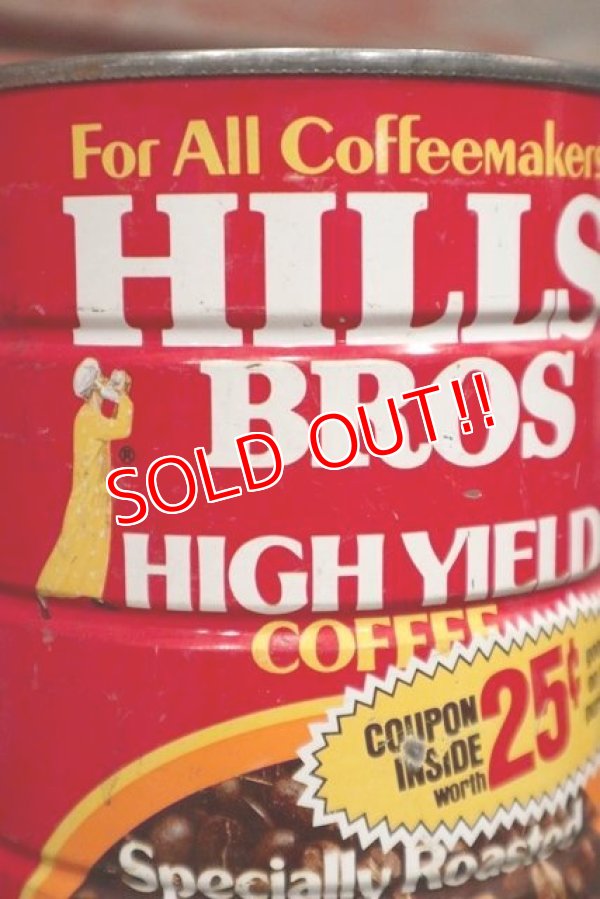 For All Coffeemakers
HILLS
BROS
®
SOLD OUT!!
HIGH YIELD
COFFEE
COUPON
INSIDE
worth
25¢
Specially Roasted